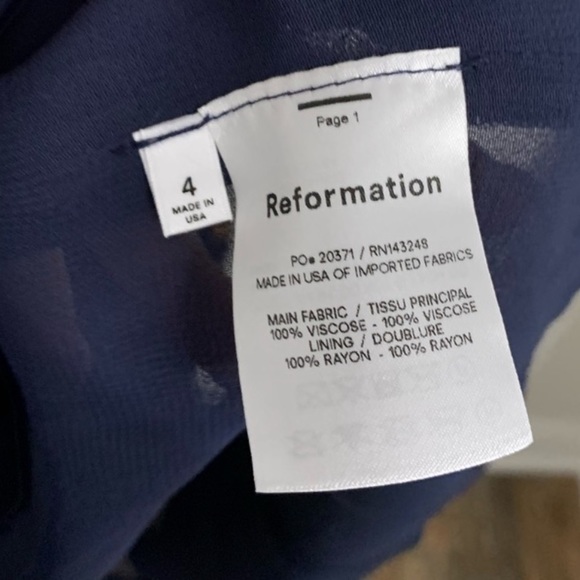 4
MADE IN
USA
Page 1
Reformation
PO# 20371 / RN143248
MADE IN USA OF IMPORTED FABRICS
MAIN FABRIC / TISSU PRINCIPAL
100% VISCOSE - 100% VISCOSE
LINING / DOUBLURE
100% RAYON - 100% RAYON